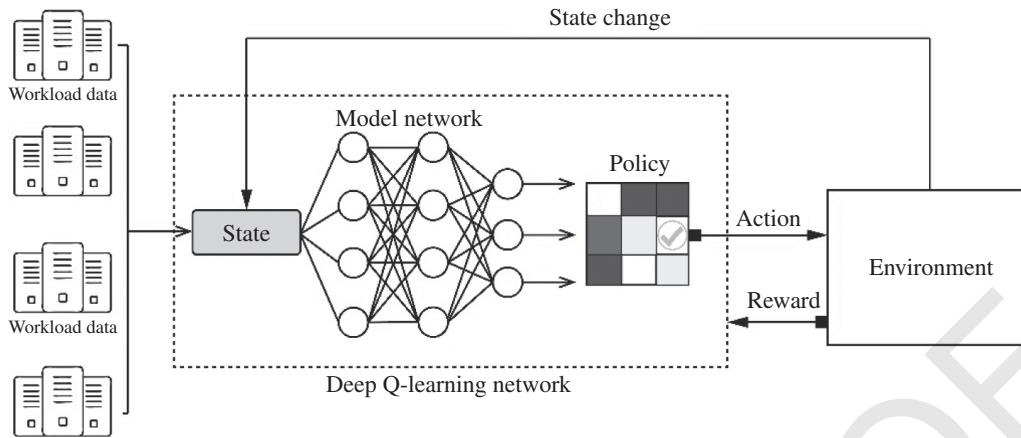 State change
Workload data
Model network
Policy
State
Action
Environment
Reward
Workload data
Deep Q-learning network